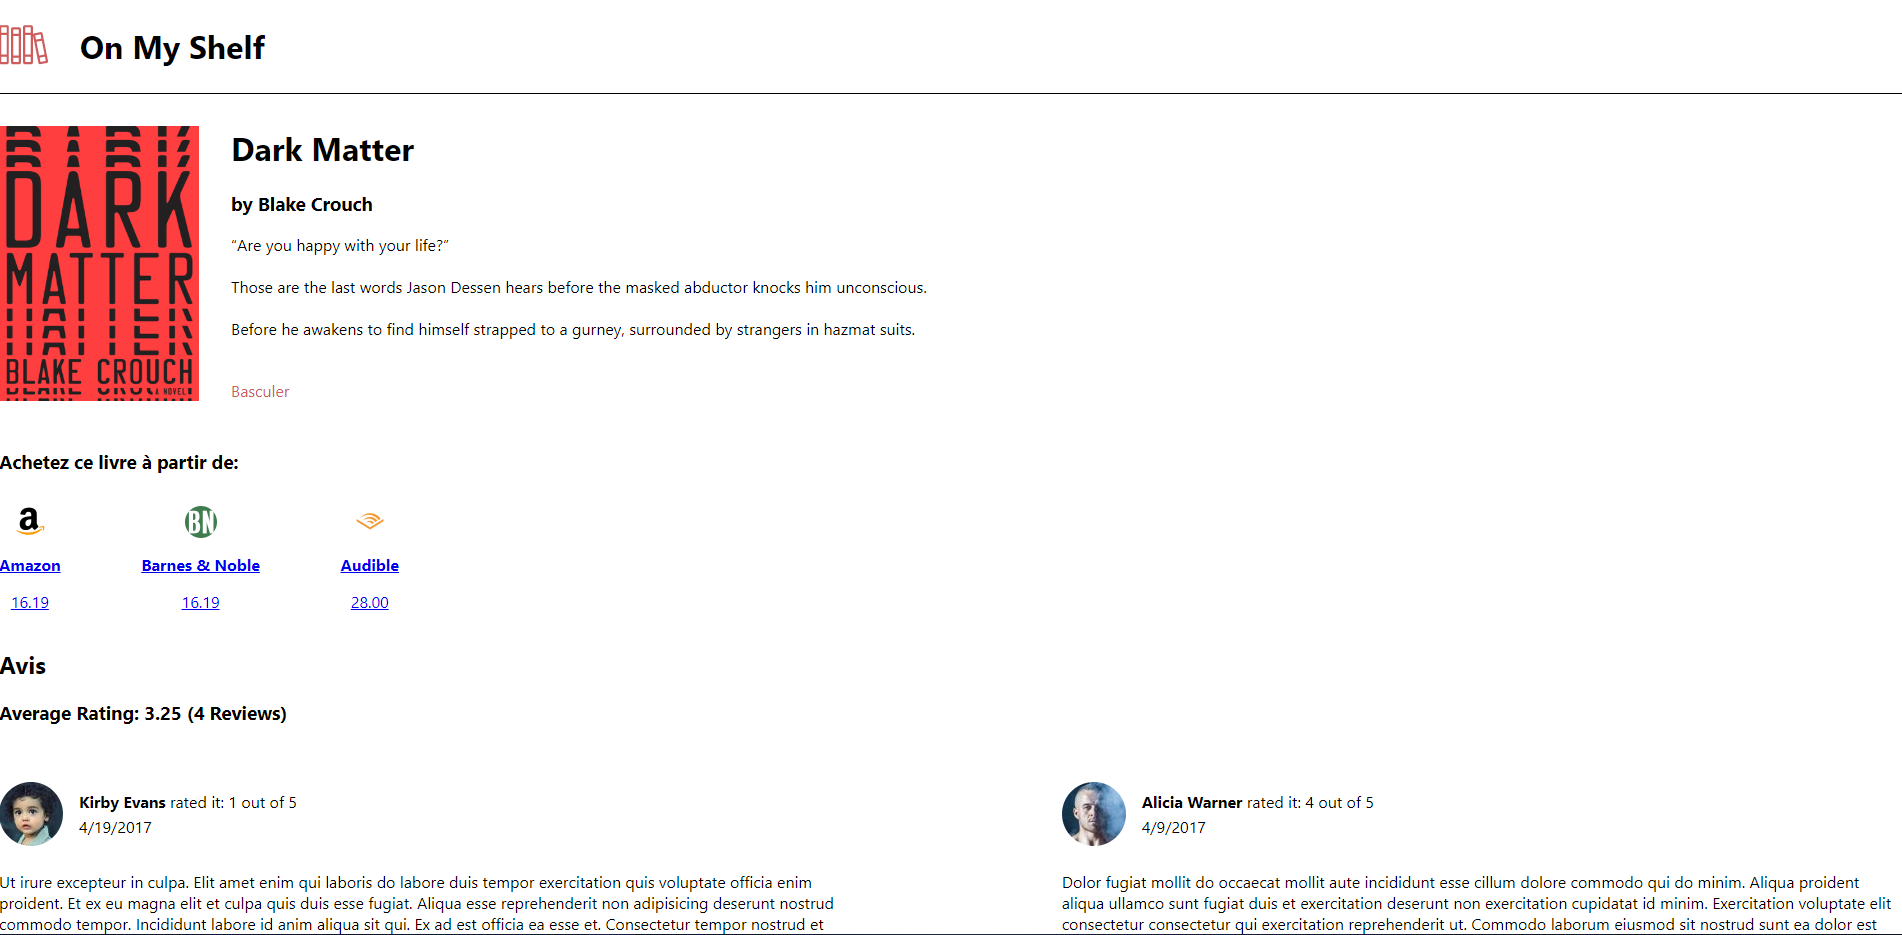 On My Shelf
DARK
DARK
MATTER
MATTER
BLAKE CROUCH
A NOVEL
Dark Matter
by Blake Crouch
“Are you happy with your life?”
Those are the last words Jason Dessen hears before the masked abductor knocks him unconscious.
Before he awakens to find himself strapped to a gurney, surrounded by strangers in hazmat suits.
Basculer
Achetez ce livre à partir de:
a
BN
Amazon
Barnes & Noble
Audible
16.19
16.19
28.00
Avis
Average Rating: 3.25 (4 Reviews)
Kirby Evans rated it: 1 out of 5
4/19/2017
Ut irure excepteur in culpa. Elit amet enim qui laboris do labore duis tempor exercitation quis voluptate officia enim
proident. Et ex eu magna elit et culpa quis duis esse fugiat. Aliqua esse reprehenderit non adipisicing deserunt nostrud
commodo tempor. Incididunt labore id anim aliqua sit qui. Ex ad est officia ea esse et. Consectetur tempor nostrud et
Alicia Warner rated it: 4 out of 5
4/9/2017
Dolor fugiat mollit do occaecat mollit aute incididunt esse cillum dolore commodo qui do minim. Aliqua proident
aliqua ullamco sunt fugiat duis et exercitation deserunt non exercitation cupidatat id minim. Exercitation voluptate elit
consectetur consectetur qui exercitation reprehenderit ut. Commodo laborum eiusmod sit nostrud sunt ea dolor est